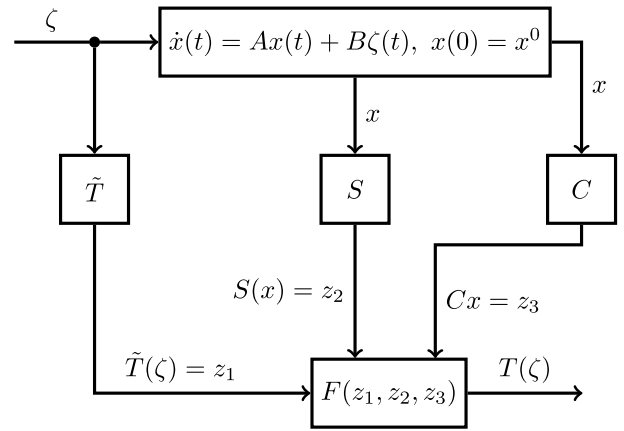 ζ
ẋ(t) = Ax(t) + Bζ(t), x(0) = x⁰
x
x
T̃
S
C
S(x) = z₂
Cx = z₃
T̃(ζ) = z₁
F(z₁, z₂, z₃)
T(ζ)